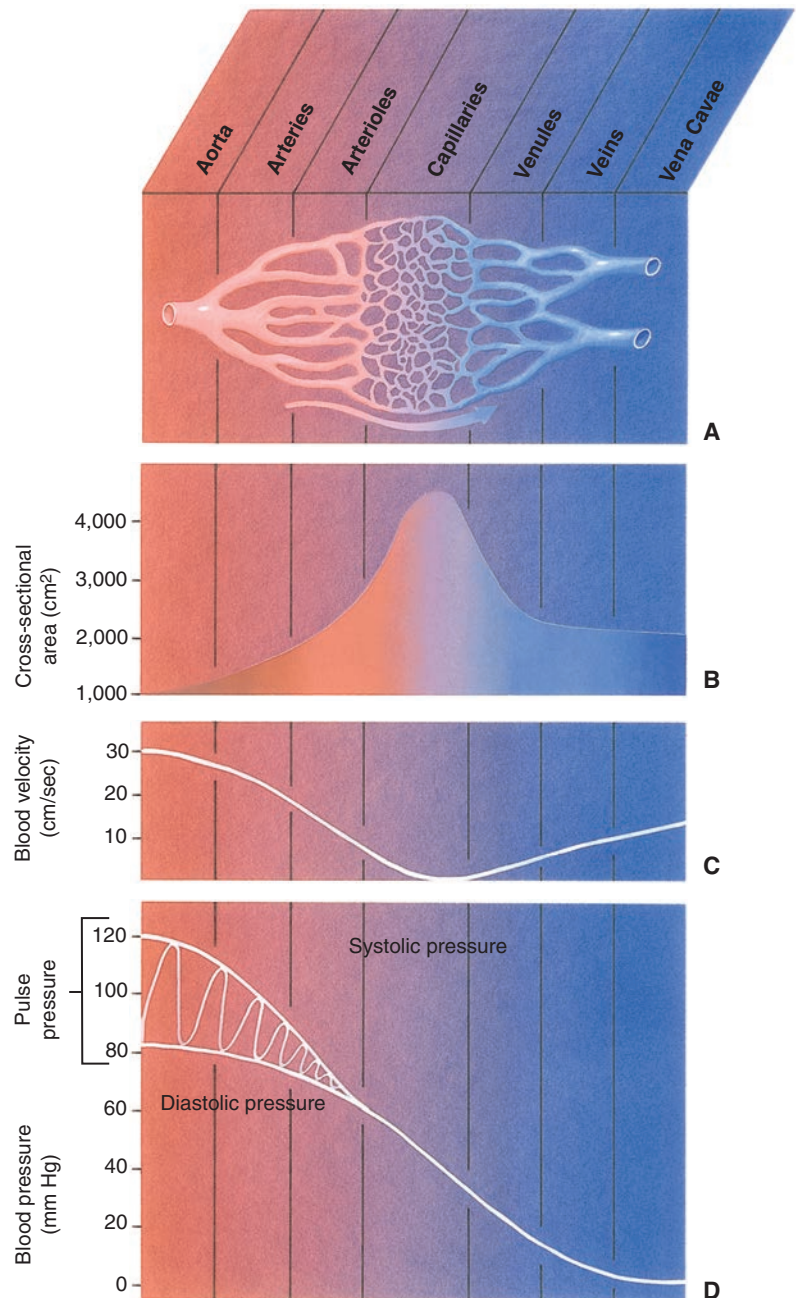 Aorta
Arteries
Arterioles
Capillaries
Venules
Veins
Vena Cavae
A
Cross-sectional
area (cm²)
4,000
3,000
2,000
1,000
B
Blood velocity
(cm/sec)
30
20
10
C
Pulse
pressure
Blood pressure
(mm Hg)
120
100
80
60
40
20
0
Systolic pressure
Diastolic pressure
D